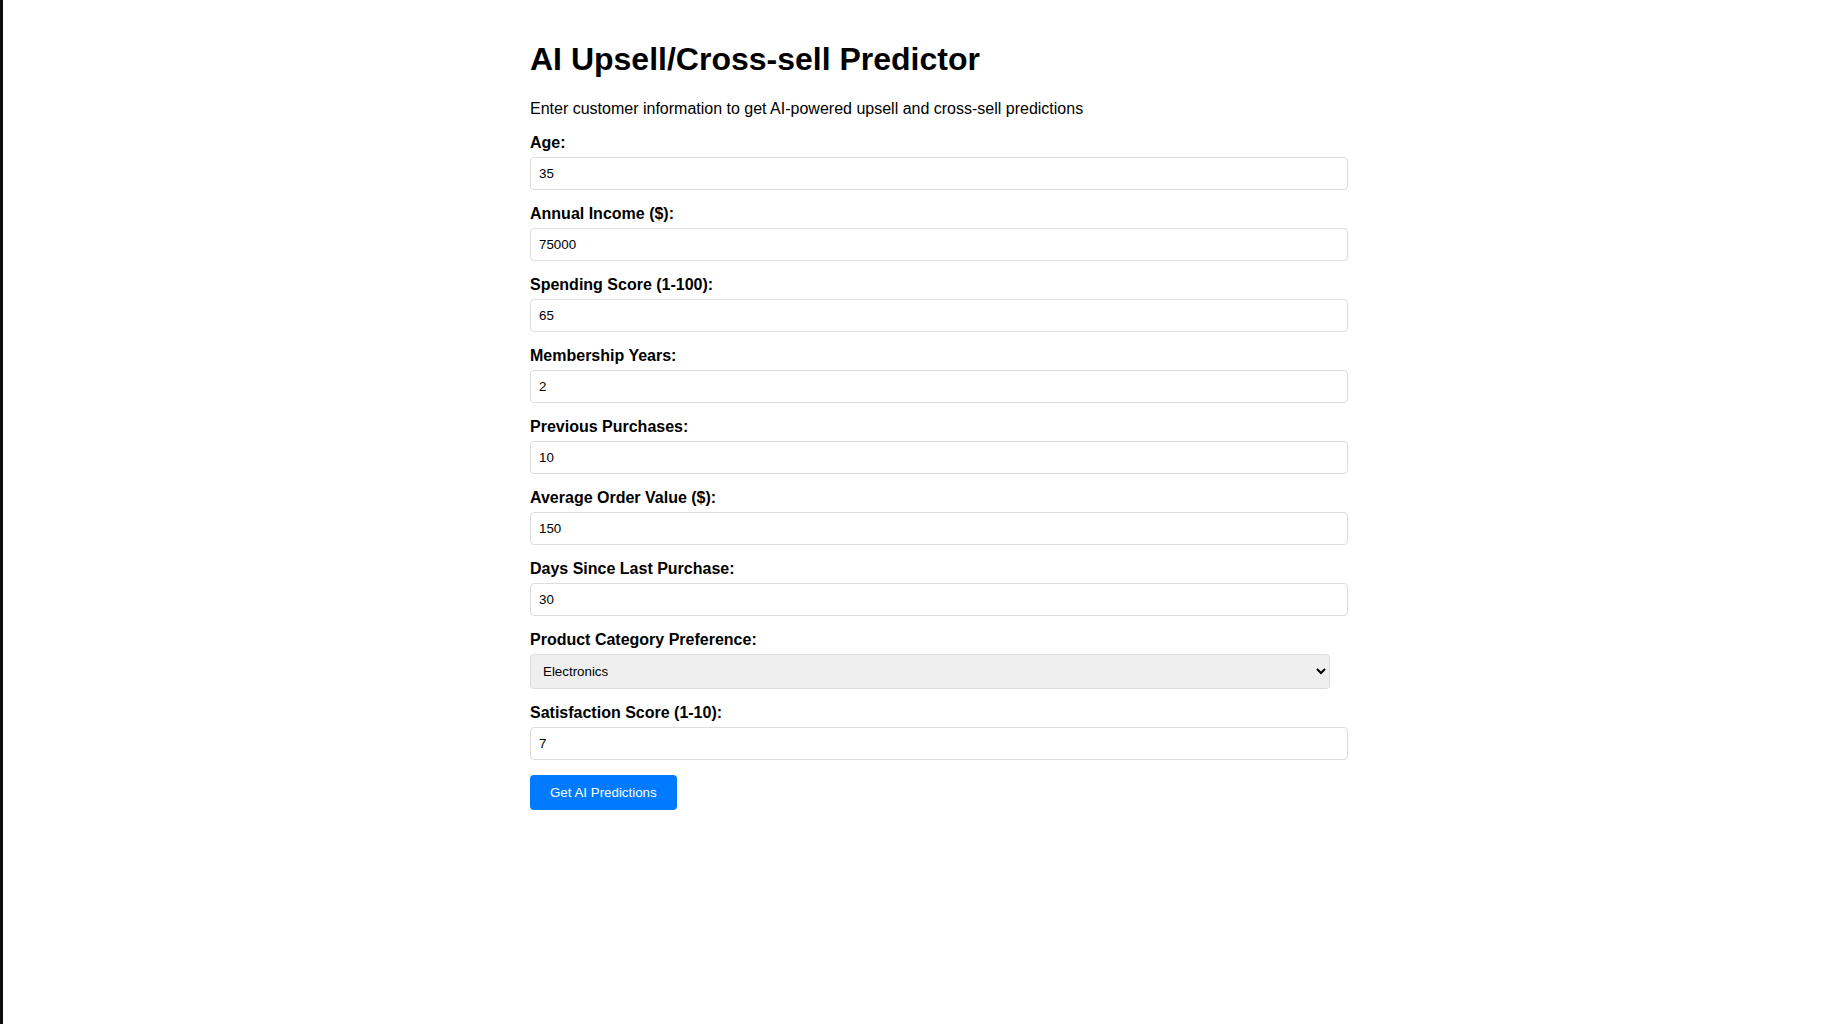 AI Upsell/Cross-sell Predictor
Enter customer information to get AI-powered upsell and cross-sell predictions
Age:
35
Annual Income ($):
75000
Spending Score (1-100):
65
Membership Years:
2
Previous Purchases:
10
Average Order Value ($):
150
Days Since Last Purchase:
30
Product Category Preference:
Electronics
Satisfaction Score (1-10):
7
Get AI Predictions